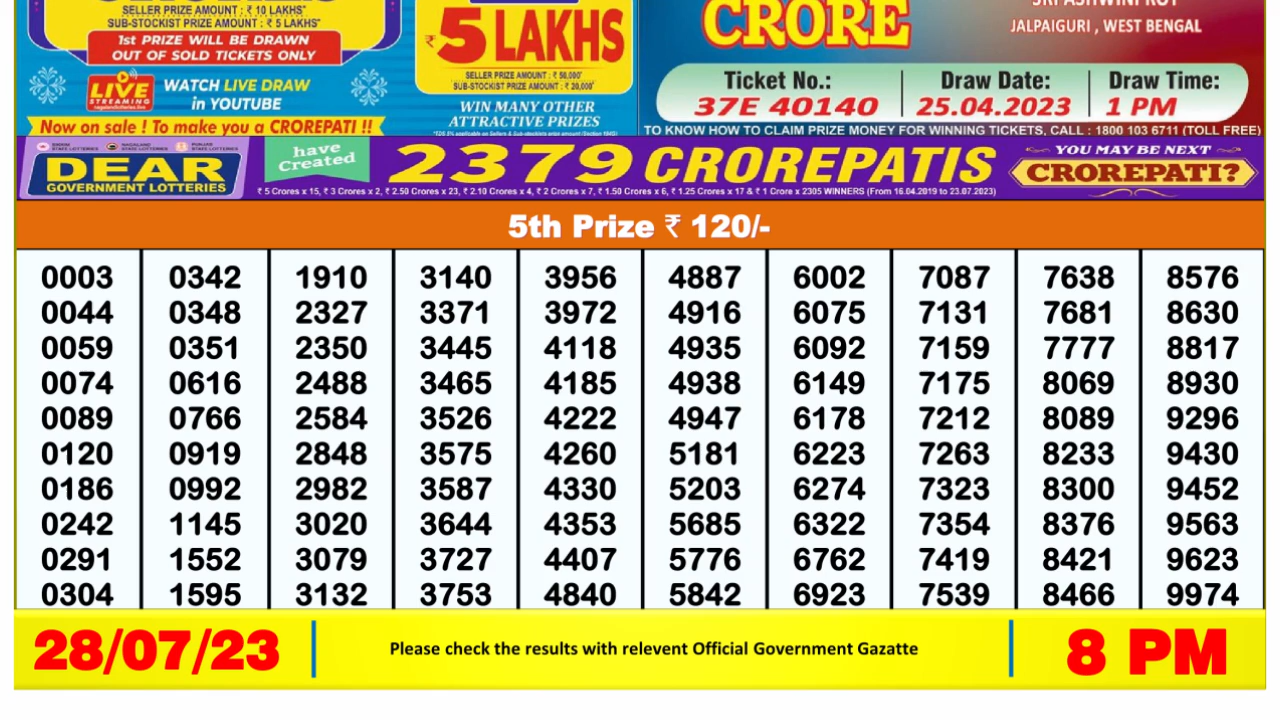 SELLER PRIZE AMOUNT : ₹ 10 LAKHS*
SUB-STOCKIST PRIZE AMOUNT : ₹ 5 LAKHS*
1st PRIZE WILL BE DRAWN
OUT OF SOLD TICKETS ONLY
LIVE
STREAMING
WATCH LIVE DRAW
in YOUTUBE
Now on sale ! To make you a CROREPATI !!
₹5 LAKHS
SELLER PRIZE AMOUNT : ₹ 50,000*
SUB-STOCKIST PRIZE AMOUNT : ₹ 20,000*
WIN MANY OTHER
ATTRACTIVE PRIZES
CRORE
JALPAIGURI , WEST BENGAL
Ticket No.: Draw Date: Draw Time:
37E 40140 25.04.2023 1 PM
TO KNOW HOW TO CLAIM PRIZE MONEY FOR WINNING TICKETS, CALL : 1800 103 6711 (TOLL FREE)
DEAR
GOVERNMENT LOTTERIES
have
Created
2379 CROREPATIS
₹ 5 Crores x 15, ₹ 3 Crores x 2, ₹ 2.50 Crores x 23, ₹ 2.10 Crores x 4, ₹ 2 Crores x 7, ₹ 1.50 Crores x 6, ₹ 1.25 Crores x 17 & ₹ 1 Crore x 2305 WINNERS (From 16.04.2019 to 23.07.2023)
YOU MAY BE NEXT
CROREPATI?
5th Prize ₹ 120/-
0003 0342 1910 3140 3956 4887 6002 7087 7638 8576
0044 0348 2327 3371 3972 4916 6075 7131 7681 8630
0059 0351 2350 3445 4118 4935 6092 7159 7777 8817
0074 0616 2488 3465 4185 4938 6149 7175 8069 8930
0089 0766 2584 3526 4222 4947 6178 7212 8089 9296
0120 0919 2848 3575 4260 5181 6223 7263 8233 9430
0186 0992 2982 3587 4330 5203 6274 7323 8300 9452
0242 1145 3020 3644 4353 5685 6322 7354 8376 9563
0291 1552 3079 3727 4407 5776 6762 7419 8421 9623
0304 1595 3132 3753 4840 5842 6923 7539 8466 9974
28/07/23
Please check the results with relevent Official Government Gazatte
8 PM